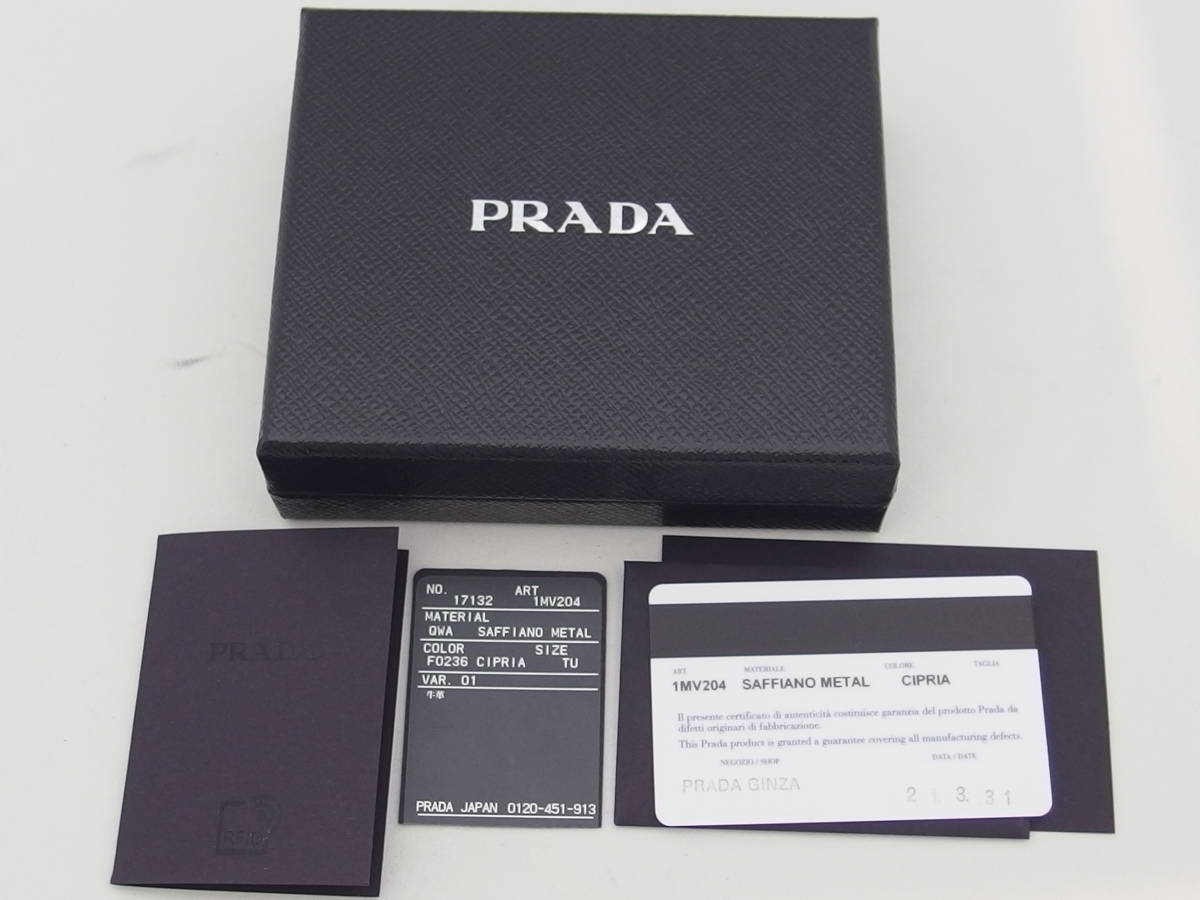 PRADA
PRADA
RFID
NO. ART
17132 1MV204
MATERIAL
QWA SAFFIANO METAL
COLOR SIZE
F0236 CIPRIA TU
VAR. 01
牛革
PRADA JAPAN 0120-451-913
ART. MATERIALE COLORE TAGLIA
1MV204 SAFFIANO METAL CIPRIA
Il presente certificato di autenticità costituisce garanzia del prodotto Prada da
difetti originari di fabbricazione.
This Prada product is granted a guarantee covering all manufacturing defects.
NEGOZIO / SHOP DATA / DATE
PRADA GINZA 21. 3. 31